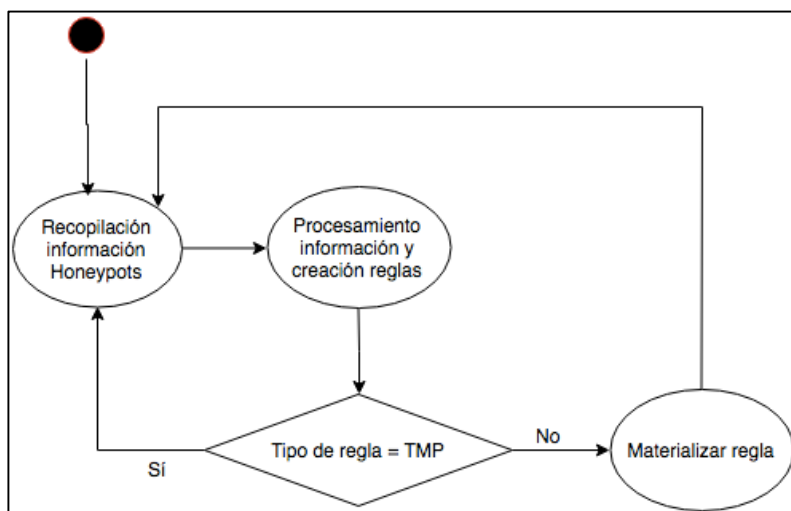 Recopilación
información
Honeypots
Procesamiento
información y
creación reglas
Tipo de regla = TMP
Sí
No
Materializar regla